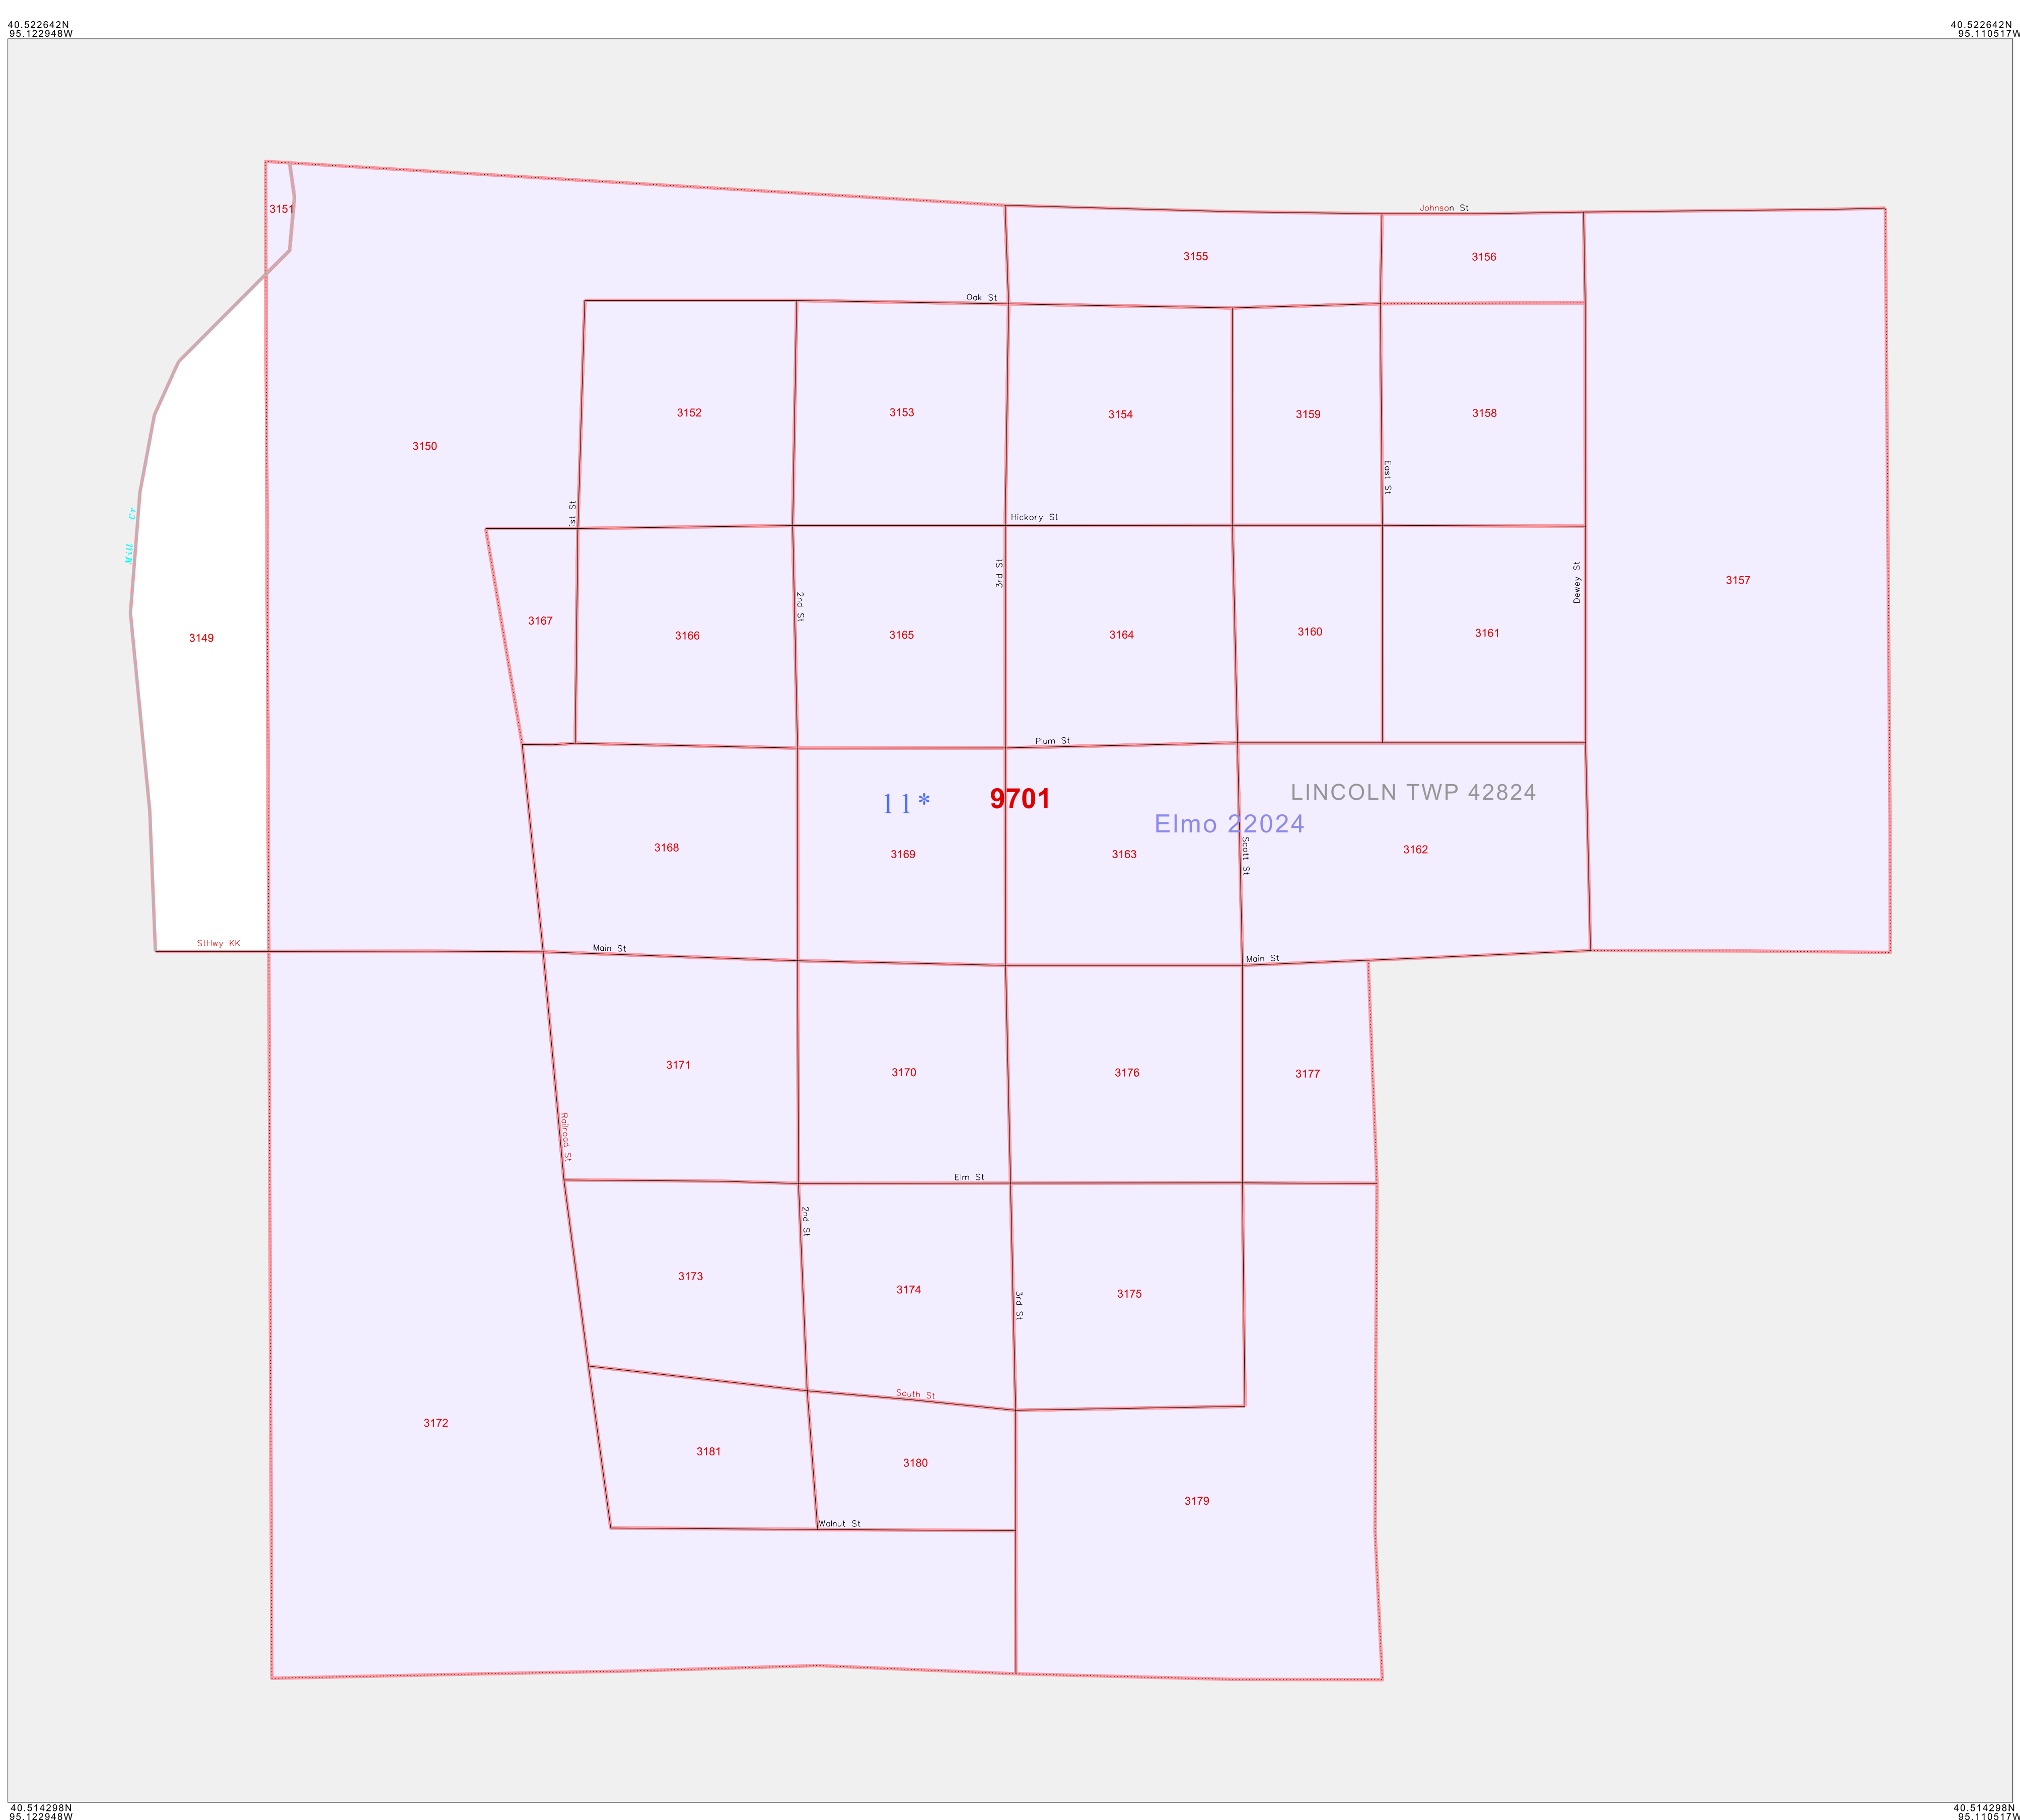 40.522642N
95.122948W
40.522642N
95.110517W
3151
Johnson St
3155
3156
Oak St
3152
3153
3154
3159
3158
3150
East St
1st St
Hickory St
Mill Cr
3rd St
Dewey St
3157
2nd St
3167
3166
3165
3164
3160
3161
3149
Plum St
11*
9701
LINCOLN TWP 42824
Elmo 22024
Scott St
3168
3169
3163
3162
StHwy KK
Main St
Main St
3171
3170
3176
3177
Railroad St
Elm St
2nd St
3173
3174
3rd St
3175
South St
3172
3181
3180
3179
Walnut St
40.514298N
95.122948W
40.514298N
95.110517W